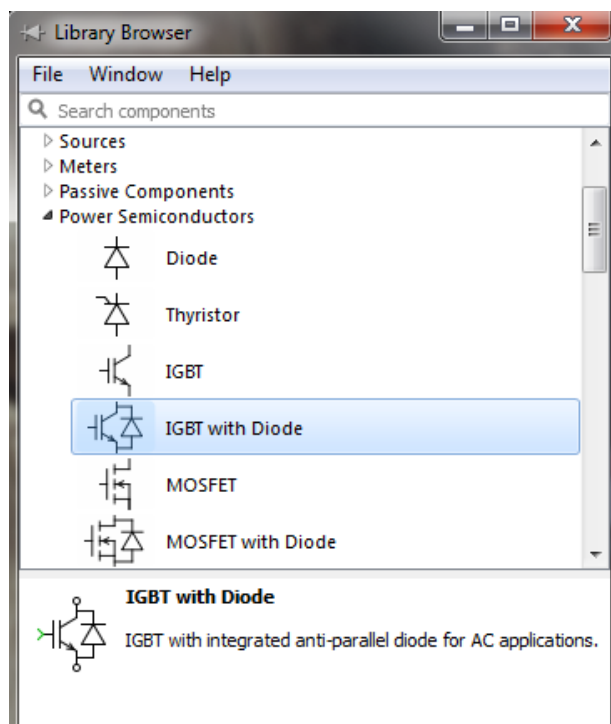 Library Browser
File Window Help
Search components
Sources
Meters
Passive Components
Power Semiconductors
Diode
Thyristor
IGBT
IGBT with Diode
MOSFET
MOSFET with Diode
IGBT with Diode
IGBT with integrated anti-parallel diode for AC applications.